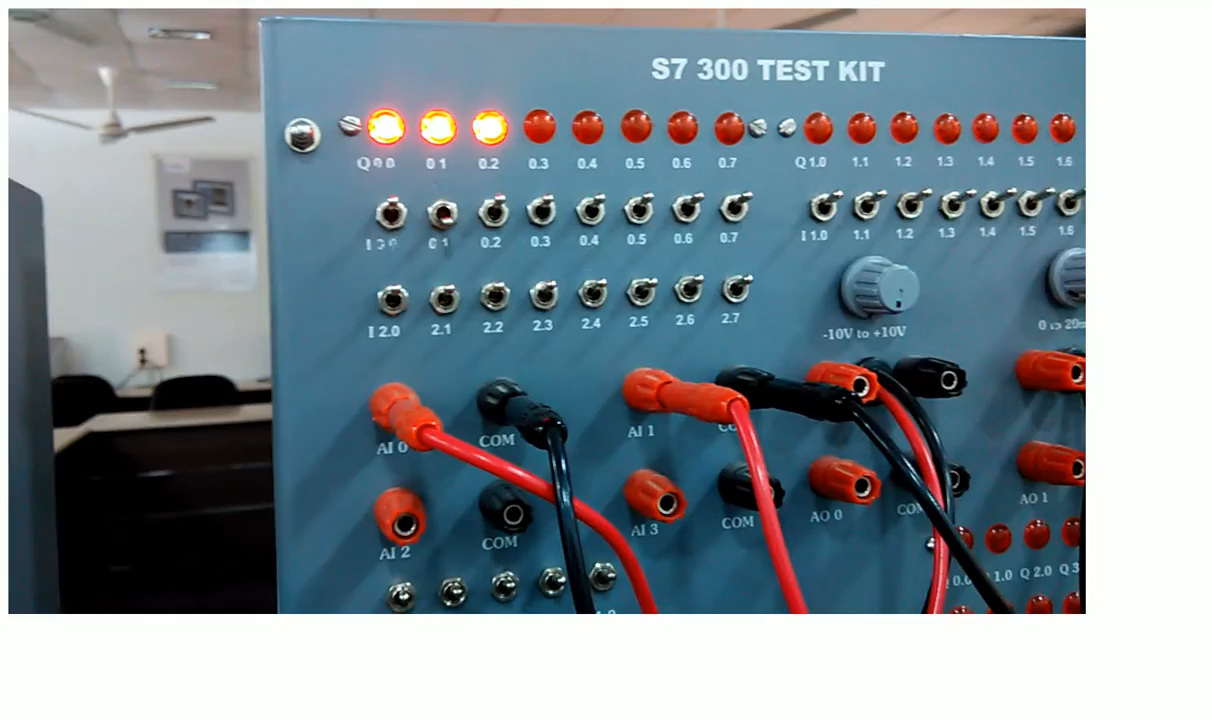 S7 300 TEST KIT
Q 0.0 0.1 0.2 0.3 0.4 0.5 0.6 0.7 Q 1.0 1.1 1.2 1.3 1.4 1.5 1.6
0.1 0.2 0.3 0.4 0.5 0.6 0.7 I 1.0 1.1 1.2 1.3 1.4 1.5 1.6
I 2.0 2.1 2.2 2.3 2.4 2.5 2.6 2.7
-10V to +10V
AI 0 COM AI 1
AI 2 COM AI 3 COM AO 0 AO 1
1.0 Q 2.0